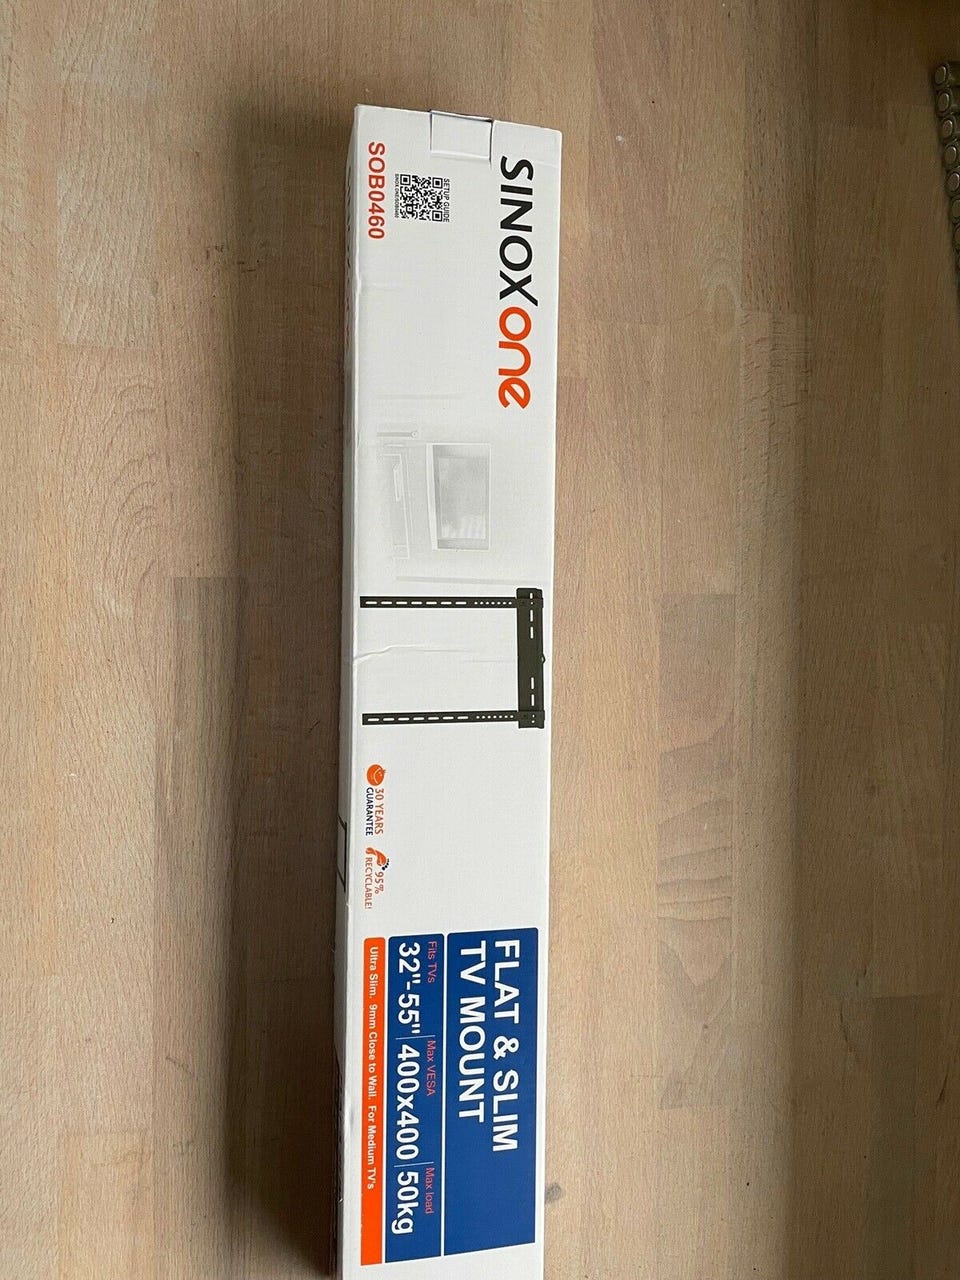 SINOXone
SETUP GUIDE
SOB0460
30 YEARS
GUARANTEE
95%
RECYCLABLE!
FLAT & SLIM
TV MOUNT
Fits TVs Max VESA Max load
32"-55" 400x400 50kg
Ultra Slim. 9mm Close to Wall. For Medium TV's